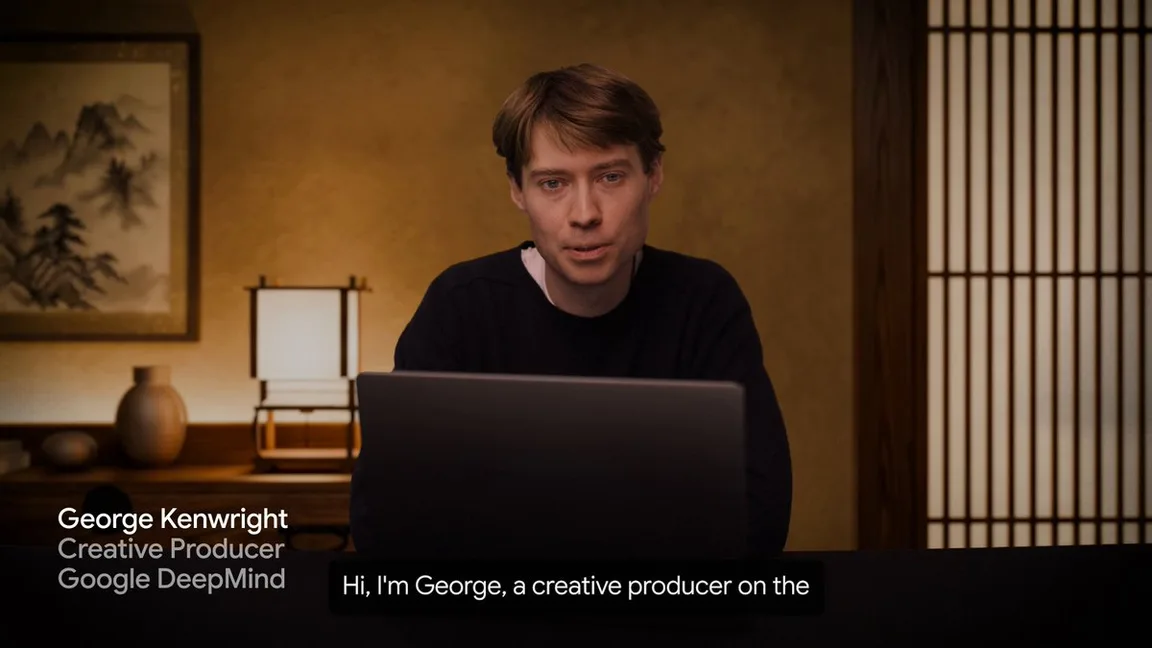 George Kenwright
Creative Producer
Google DeepMind
Hi, I'm George, a creative producer on the